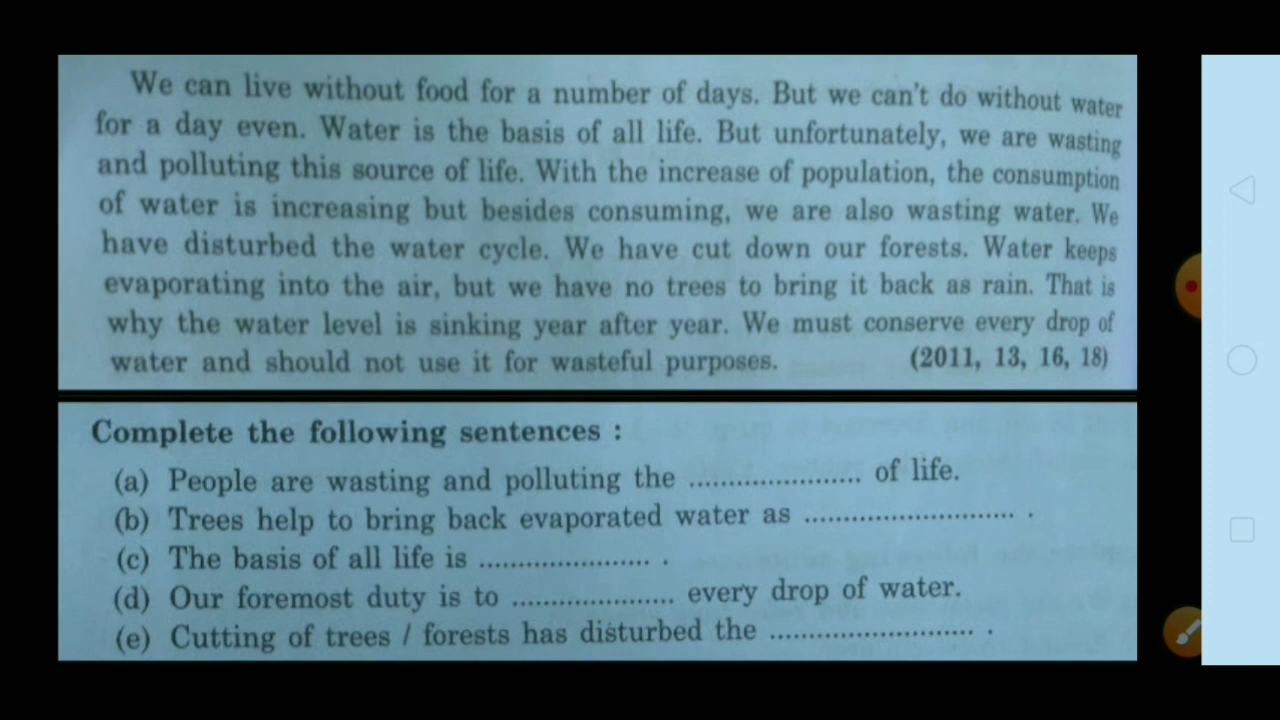 We can live without food for a number of days. But we can't do without water
for a day even. Water is the basis of all life. But unfortunately, we are wasting
and polluting this source of life. With the increase of population, the consumption
of water is increasing but besides consuming, we are also wasting water. We
have disturbed the water cycle. We have cut down our forests. Water keeps
evaporating into the air, but we have no trees to bring it back as rain. That is
why the water level is sinking year after year. We must conserve every drop of
water and should not use it for wasteful purposes. (2011, 13, 16, 18)
Complete the following sentences :
(a) People are wasting and polluting the ..................... of life.
(b) Trees help to bring back evaporated water as .......................... .
(c) The basis of all life is ..................... .
(d) Our foremost duty is to .................... every drop of water.
(e) Cutting of trees / forests has disturbed the ......................... .